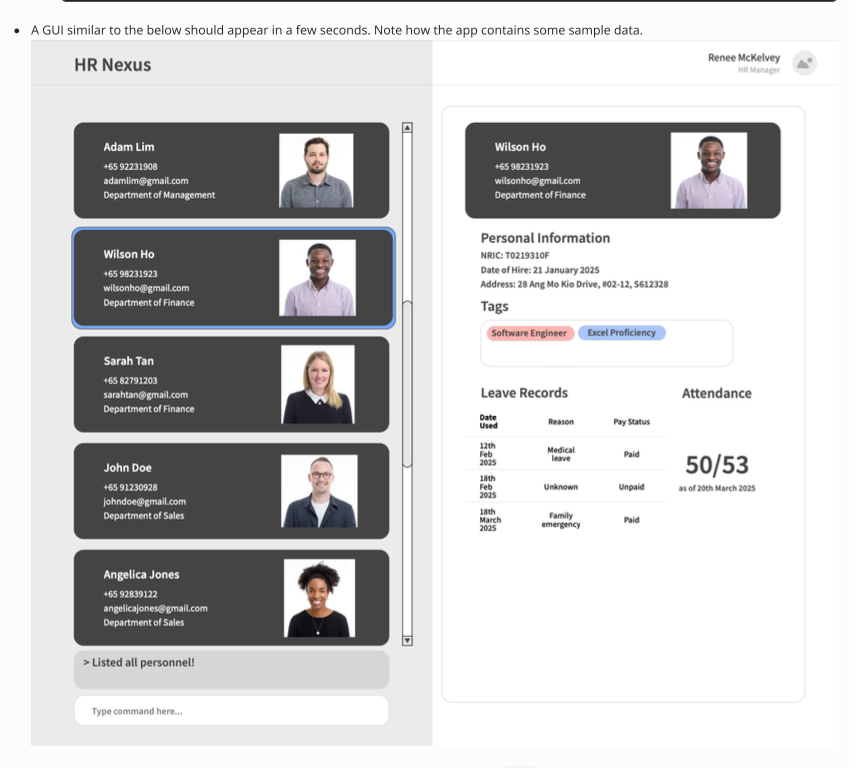 A GUI similar to the below should appear in a few seconds. Note how the app contains some sample data.
HR Nexus
Renee McKelvey
HR Manager
Adam Lim
+65 92231908
adamlim@gmail.com
Department of Management
Wilson Ho
+65 98231923
wilsonho@gmail.com
Department of Finance
Sarah Tan
+65 82791203
sarahtan@gmail.com
Department of Finance
John Doe
+65 91230928
johndoe@gmail.com
Department of Sales
Angelica Jones
+65 92839122
angelicajones@gmail.com
Department of Sales
> Listed all personnel!
Type command here...
Wilson Ho
+65 98231923
wilsonho@gmail.com
Department of Finance
Personal Information
NRIC: T0219310F
Date of Hire: 21 January 2025
Address: 28 Ang Mo Kio Drive, #02-12, S612328
Tags
Software Engineer Excel Proficiency
Leave Records
Date
Used
Reason
Pay Status
12th
Feb
2025
Medical
leave
Paid
18th
Feb
2025
Unknown
Unpaid
18th
March
2025
Family
emergency
Paid
Attendance
50/53
as of 20th March 2025